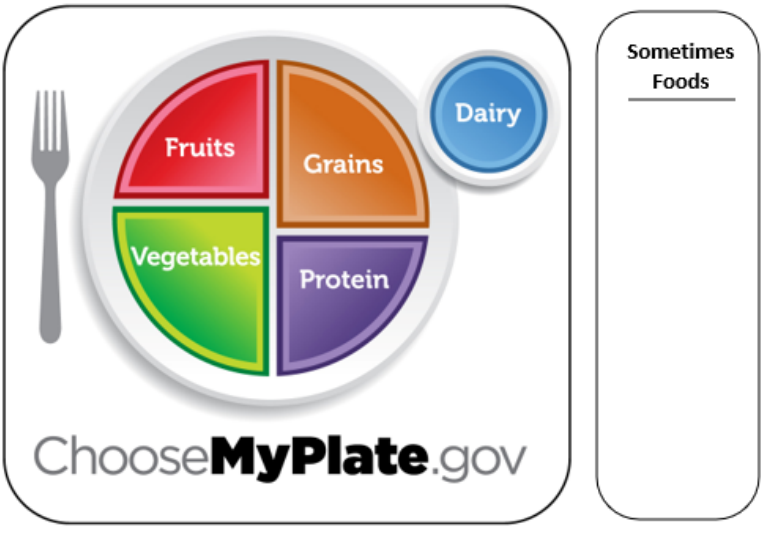 Fruits
Grains
Dairy
Vegetables
Protein
ChooseMyPlate.gov
Sometimes
Foods